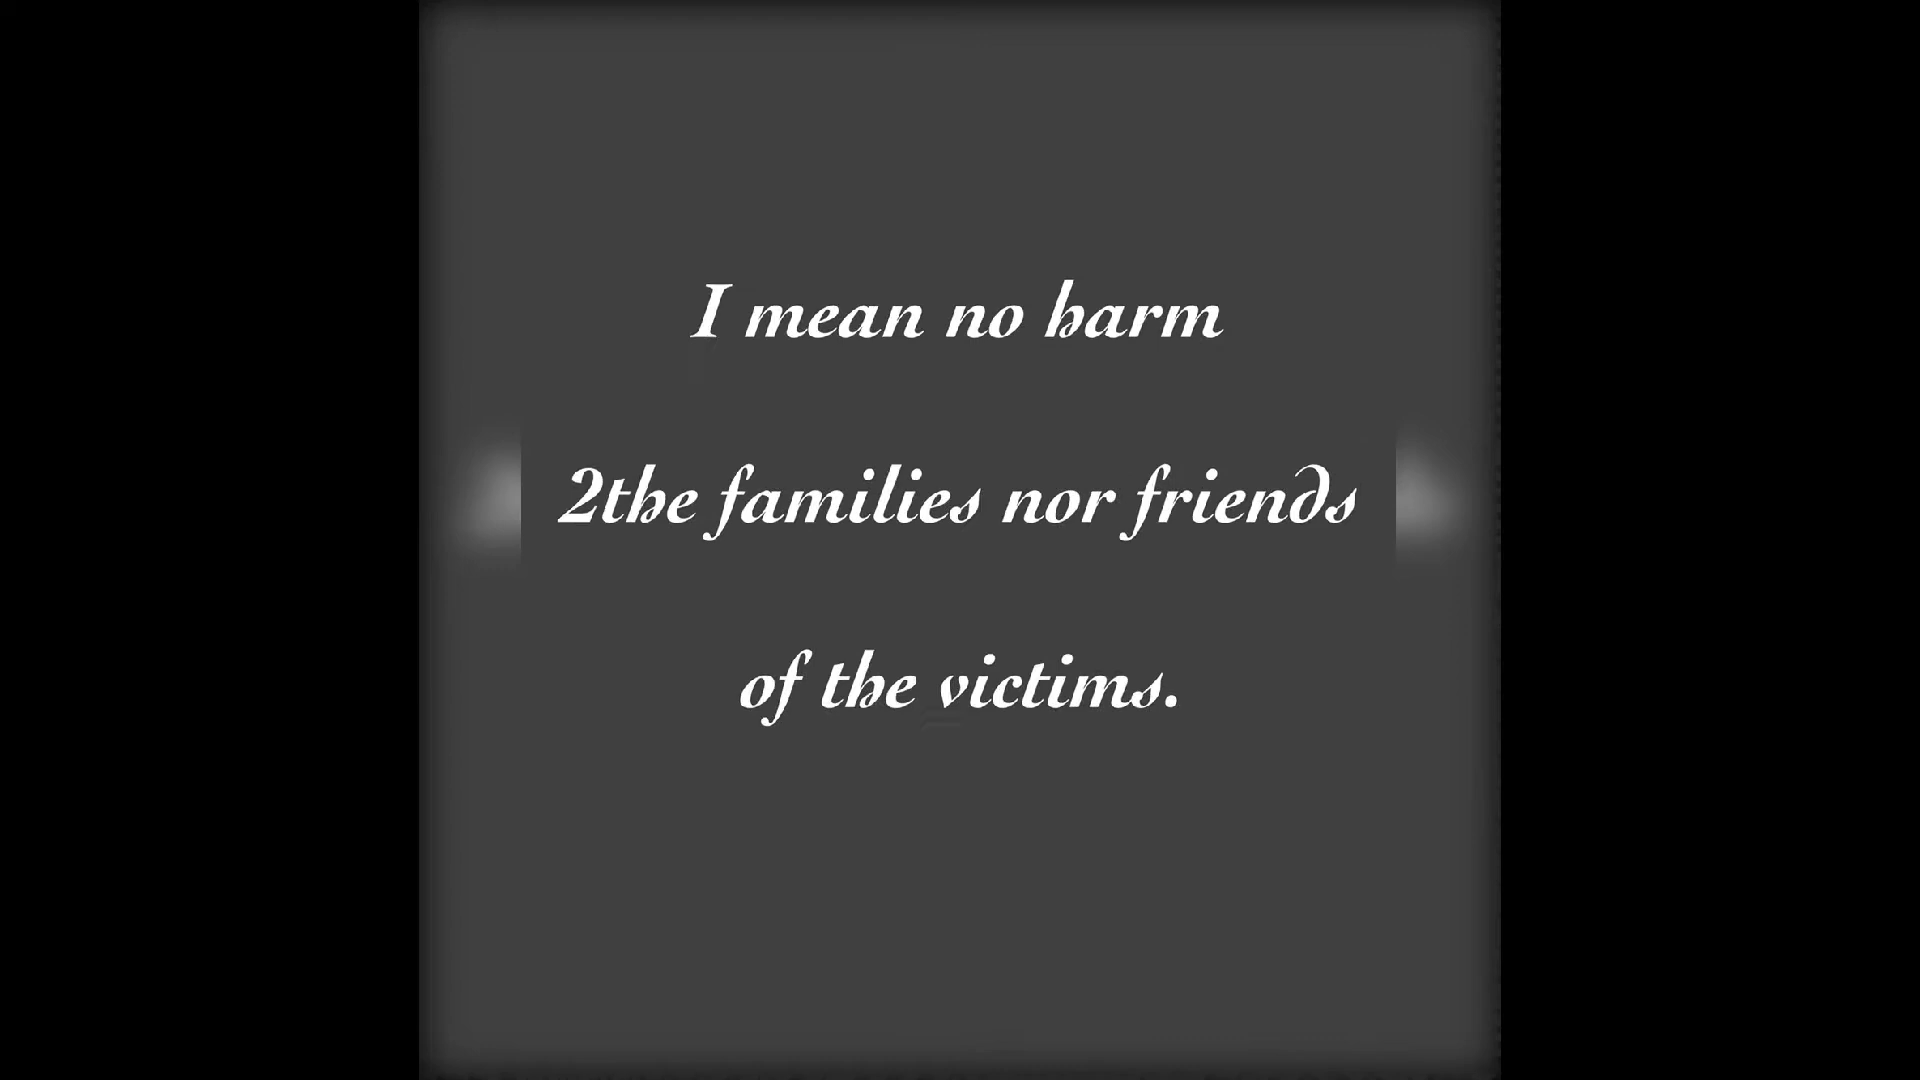 I mean no harm
2the families nor friends
of the victims.